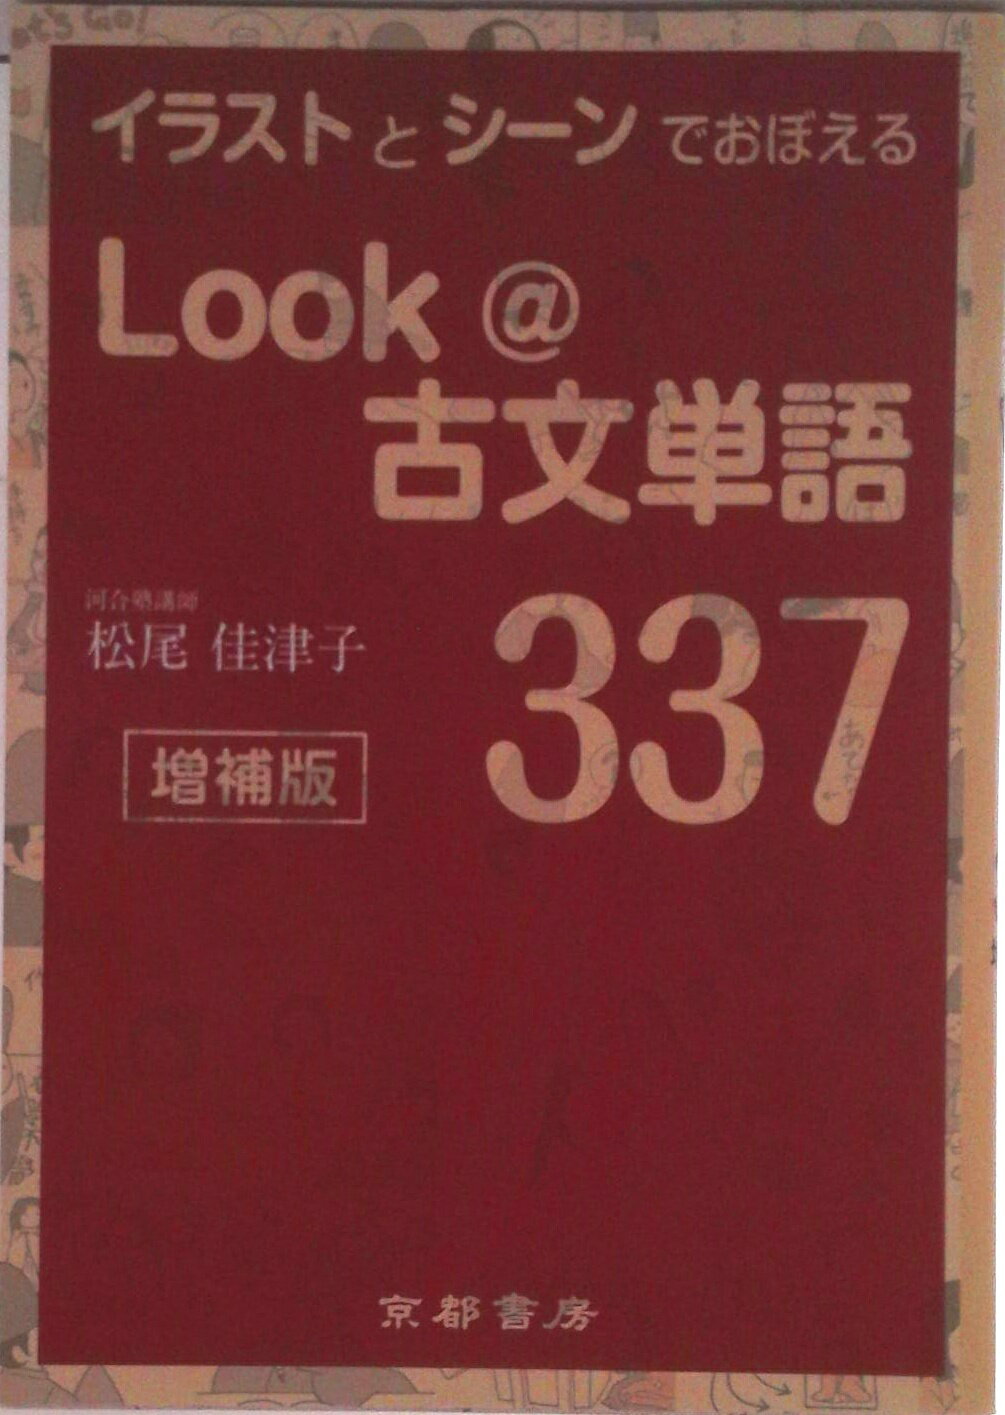 イラストとシーンでおぼえる
Look @
古文単語
337
河合塾講師
松尾 佳津子
増補版
京都書房